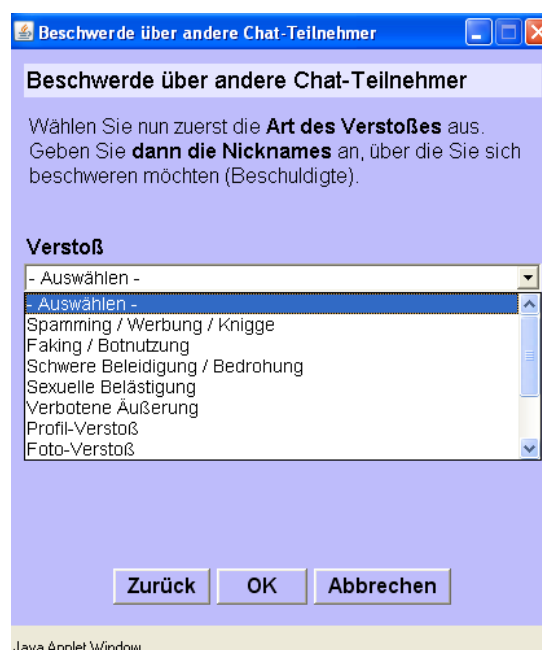 Beschwerde über andere Chat-Teilnehmer
Beschwerde über andere Chat-Teilnehmer
Wählen Sie nun zuerst die Art des Verstoßes aus.
Geben Sie dann die Nicknames an, über die Sie sich
beschweren möchten (Beschuldigte).
Verstoß
- Auswählen -
- Auswählen -
Spamming / Werbung / Knigge
Faking / Botnutzung
Schwere Beleidigung / Bedrohung
Sexuelle Belästigung
Verbotene Äußerung
Profil-Verstoß
Foto-Verstoß
Zurück OK Abbrechen
Java Applet Window